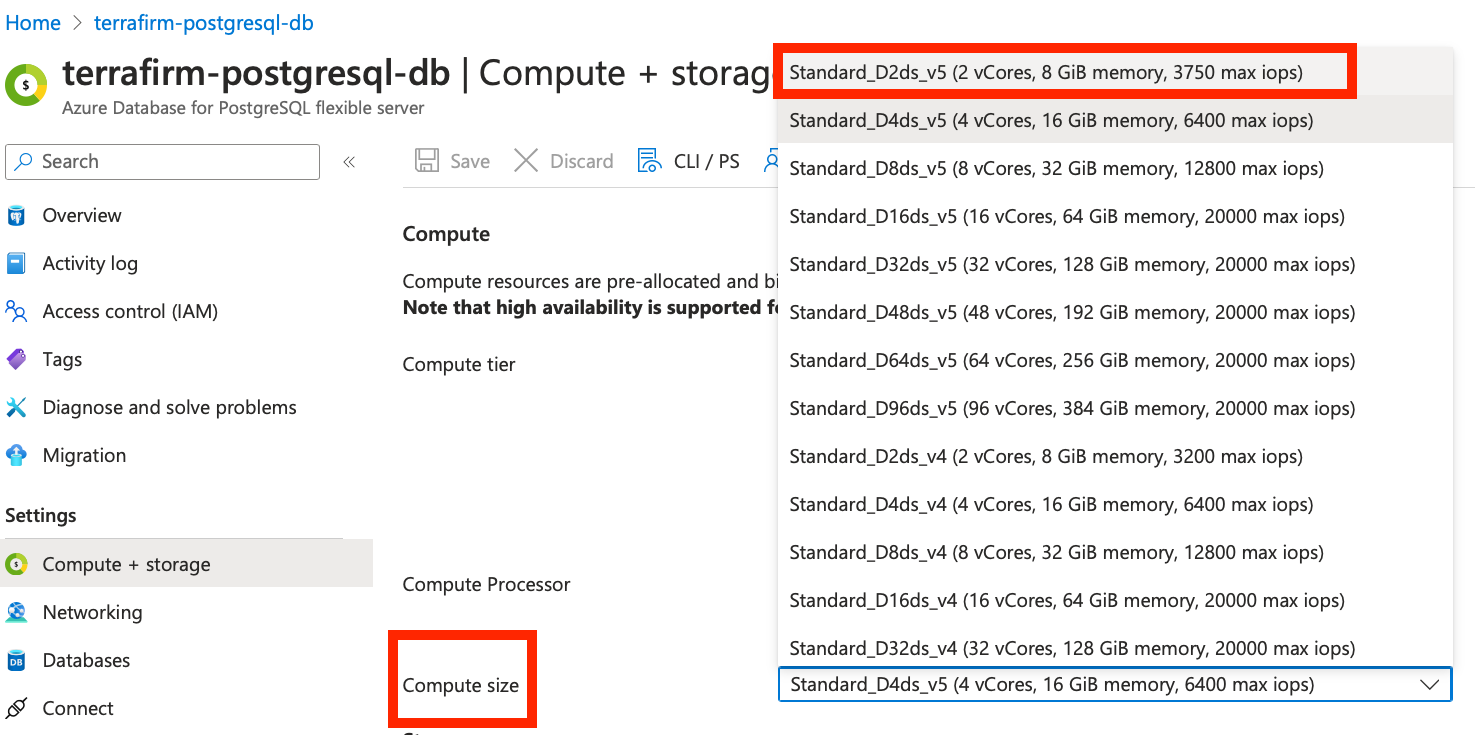 Home > terrafirm-postgresql-db
terrafirm-postgresql-db | Compute + storag
Azure Database for PostgreSQL flexible server
Search
«
Overview
Activity log
Access control (IAM)
Tags
Diagnose and solve problems
Migration
Settings
Compute + storage
Networking
Databases
Connect
Save
Discard
CLI / PS
Compute
Compute resources are pre-allocated and bi
Note that high availability is supported fo
Compute tier
Compute Processor
Compute size
Standard_D2ds_v5 (2 vCores, 8 GiB memory, 3750 max iops)
Standard_D4ds_v5 (4 vCores, 16 GiB memory, 6400 max iops)
Standard_D8ds_v5 (8 vCores, 32 GiB memory, 12800 max iops)
Standard_D16ds_v5 (16 vCores, 64 GiB memory, 20000 max iops)
Standard_D32ds_v5 (32 vCores, 128 GiB memory, 20000 max iops)
Standard_D48ds_v5 (48 vCores, 192 GiB memory, 20000 max iops)
Standard_D64ds_v5 (64 vCores, 256 GiB memory, 20000 max iops)
Standard_D96ds_v5 (96 vCores, 384 GiB memory, 20000 max iops)
Standard_D2ds_v4 (2 vCores, 8 GiB memory, 3200 max iops)
Standard_D4ds_v4 (4 vCores, 16 GiB memory, 6400 max iops)
Standard_D8ds_v4 (8 vCores, 32 GiB memory, 12800 max iops)
Standard_D16ds_v4 (16 vCores, 64 GiB memory, 20000 max iops)
Standard_D32ds_v4 (32 vCores, 128 GiB memory, 20000 max iops)
Standard_D4ds_v5 (4 vCores, 16 GiB memory, 6400 max iops)